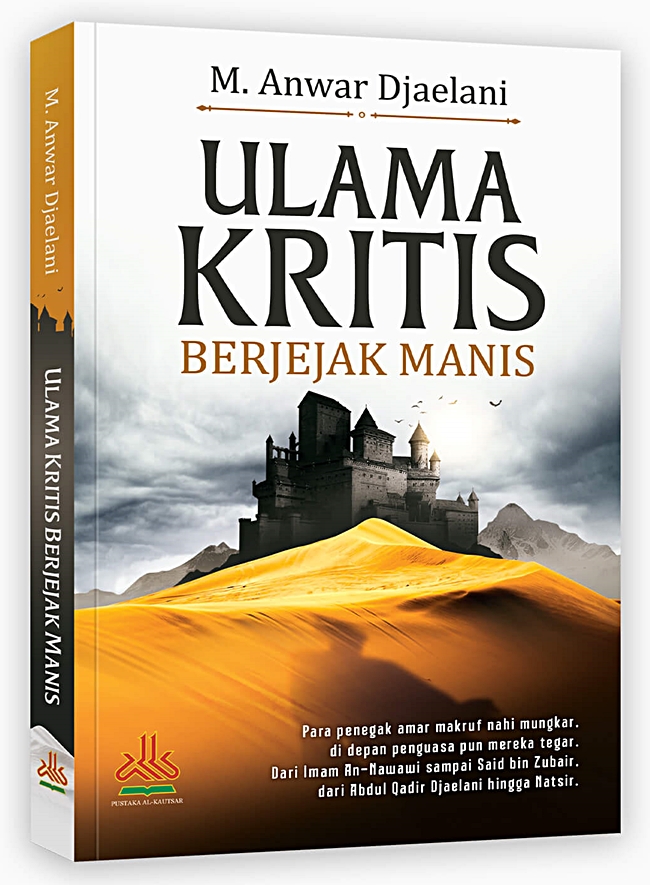 M. Anwar Djaelani
ULAMA
KRITIS
BERJEJAK MANIS
Para penegak amar makruf nahi mungkar.
di depan penguasa pun mereka tegar.
Dari Imam An-Nawawi sampai Said bin Zubair.
dari Abdul Qadir Djaelani hingga Natsir.
PUSTAKA AL-KAUTSAR
M. Anwar Djaelani
ULAMA KRITIS BERJEJAK MANIS